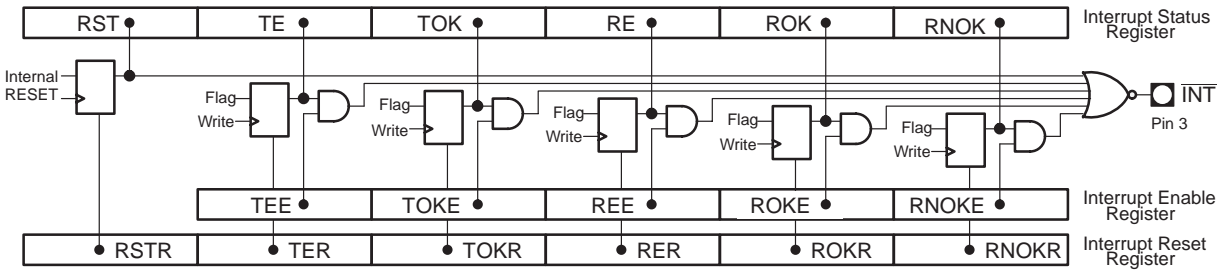 RST TE TOK RE ROK RNOK Interrupt Status
Register
Internal
RESET
Flag
Write
Flag
Write
Flag
Write
Flag
Write
Flag
Write
INT
Pin 3
TEE TOKE REE ROKE RNOKE Interrupt Enable
Register
RSTR TER TOKR RER ROKR RNOKR Interrupt Reset
Register